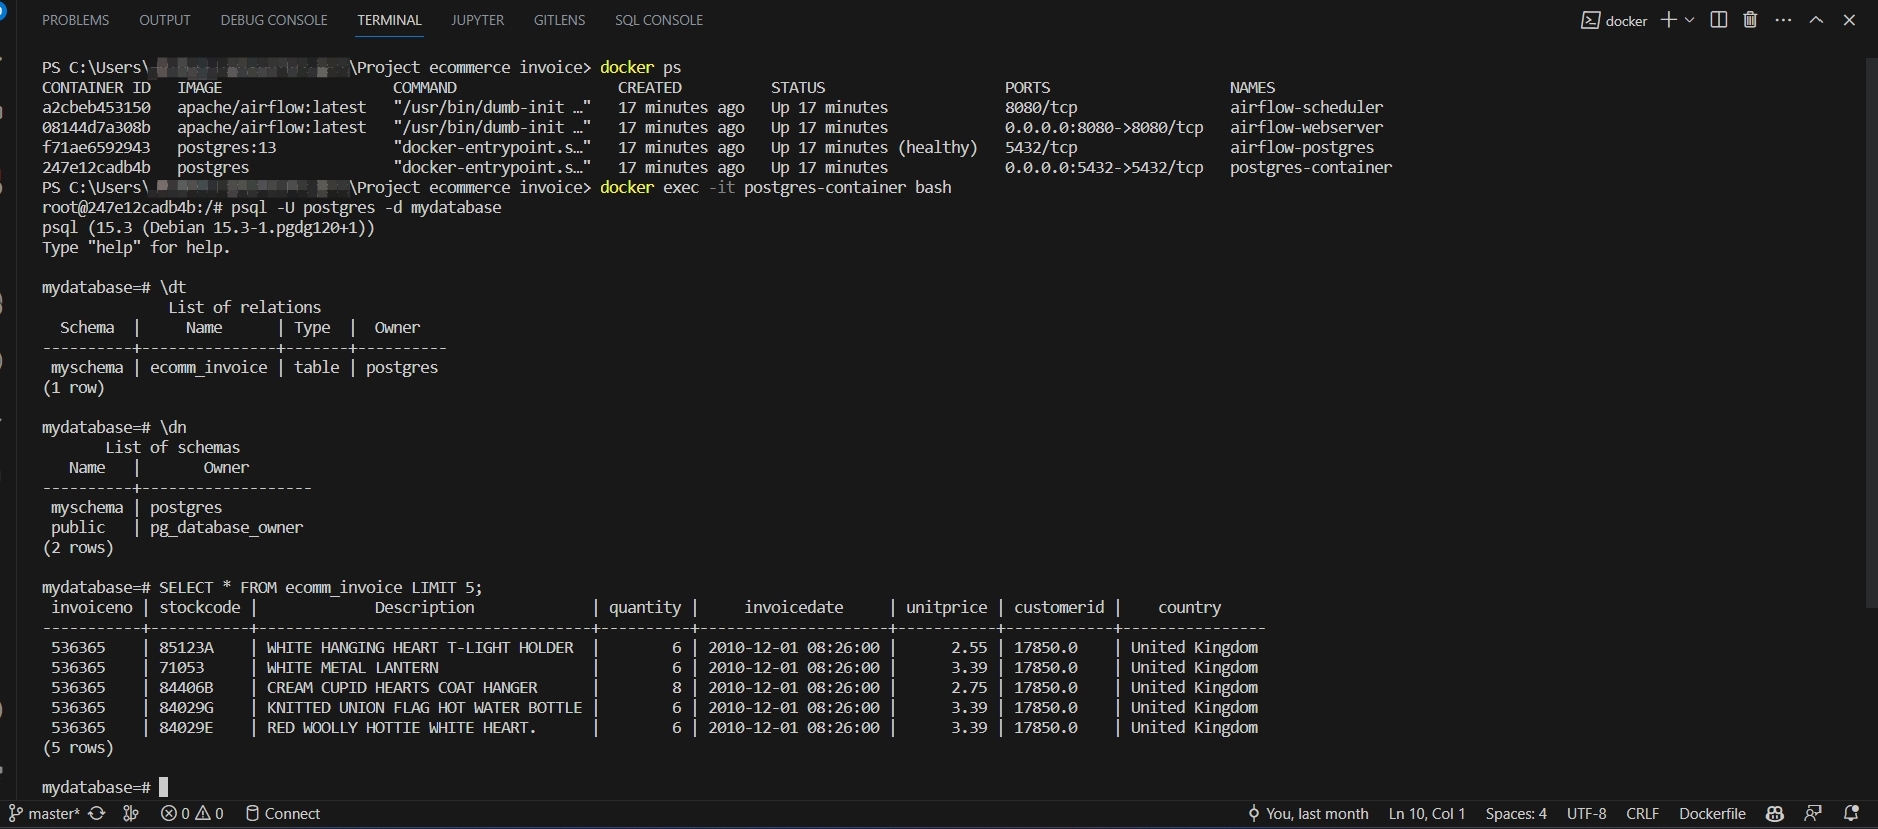 PROBLEMS OUTPUT DEBUG CONSOLE TERMINAL JUPYTER GITLENS SQL CONSOLE docker
PS C:\Users\ \Project ecommerce invoice> docker ps
CONTAINER ID   IMAGE                   COMMAND                  CREATED          STATUS                    PORTS                    NAMES
a2cbeb453150   apache/airflow:latest   "/usr/bin/dumb-init …"   17 minutes ago   Up 17 minutes             8080/tcp                 airflow-scheduler
08144d7a308b   apache/airflow:latest   "/usr/bin/dumb-init …"   17 minutes ago   Up 17 minutes             0.0.0.0:8080->8080/tcp   airflow-webserver
f71ae6592943   postgres:13             "docker-entrypoint.s…"   17 minutes ago   Up 17 minutes (healthy)   5432/tcp                 airflow-postgres
247e12cadb4b   postgres                "docker-entrypoint.s…"   17 minutes ago   Up 17 minutes             0.0.0.0:5432->5432/tcp   postgres-container
PS C:\Users\ \Project ecommerce invoice> docker exec -it postgres-container bash
root@247e12cadb4b:/# psql -U postgres -d mydatabase
psql (15.3 (Debian 15.3-1.pgdg120+1))
Type "help" for help.
mydatabase=# \dt
              List of relations
  Schema  |     Name      | Type  |  Owner
----------+---------------+-------+----------
 myschema | ecomm_invoice | table | postgres
(1 row)
mydatabase=# \dn
       List of schemas
   Name   |       Owner
----------+-------------------
 myschema | postgres
 public   | pg_database_owner
(2 rows)
mydatabase=# SELECT * FROM ecomm_invoice LIMIT 5;
 invoiceno | stockcode |             Description             | quantity |     invoicedate     | unitprice | customerid |    country
-----------+-----------+-------------------------------------+----------+---------------------+-----------+------------+----------------
 536365    | 85123A    | WHITE HANGING HEART T-LIGHT HOLDER  |        6 | 2010-12-01 08:26:00 |      2.55 | 17850.0    | United Kingdom
 536365    | 71053     | WHITE METAL LANTERN                 |        6 | 2010-12-01 08:26:00 |      3.39 | 17850.0    | United Kingdom
 536365    | 84406B    | CREAM CUPID HEARTS COAT HANGER      |        8 | 2010-12-01 08:26:00 |      2.75 | 17850.0    | United Kingdom
 536365    | 84029G    | KNITTED UNION FLAG HOT WATER BOTTLE |        6 | 2010-12-01 08:26:00 |      3.39 | 17850.0    | United Kingdom
 536365    | 84029E    | RED WOOLLY HOTTIE WHITE HEART.      |        6 | 2010-12-01 08:26:00 |      3.39 | 17850.0    | United Kingdom
(5 rows)
mydatabase=#
master* 0 0 Connect You, last month Ln 10, Col 1 Spaces: 4 UTF-8 CRLF Dockerfile